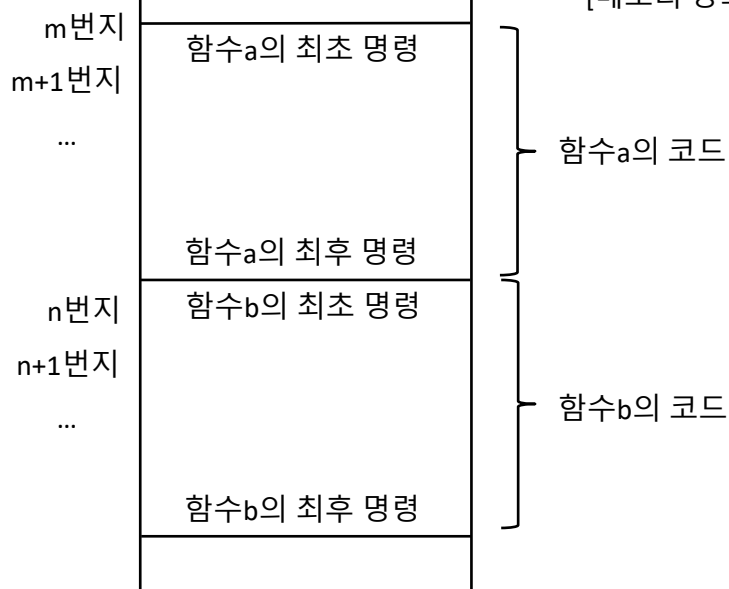 m번지
함수a의 최초 명령
m+1번지
...
함수a의 코드
함수a의 최후 명령
n번지
함수b의 최초 명령
n+1번지
...
함수b의 코드
함수b의 최후 명령